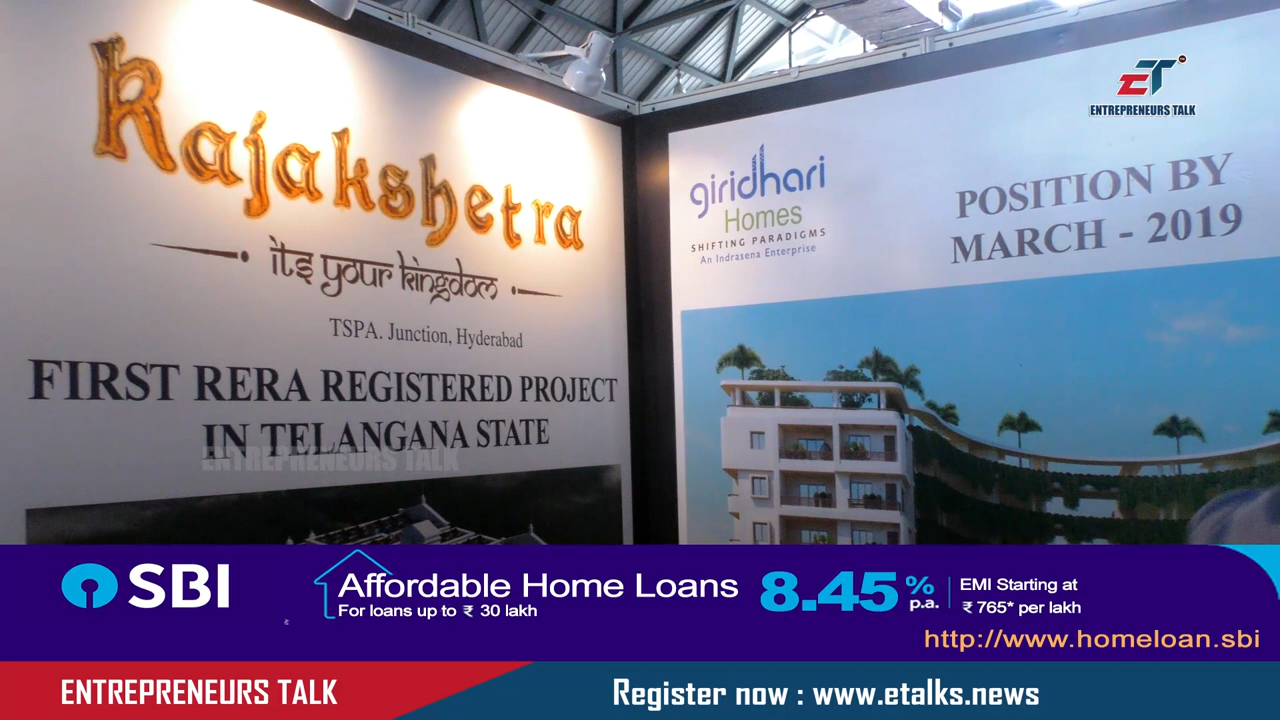 Rajakshetra
its your kingdom
TSPA. Junction, Hyderabad
FIRST RERA REGISTERED PROJECT
IN TELANGANA STATE
ENTREPRENEURS TALK
giridhari
Homes
SHIFTING PARADIGMS
An Indrasena Enterprise
POSITION BY
MARCH - 2019
ET
ENTREPRENEURS TALK
SBI
Affordable Home Loans
For loans up to ₹ 30 lakh
8.45% p.a.
EMI Starting at
₹ 765* per lakh
http://www.homeloan.sbi
ENTREPRENEURS TALK
Register now : www.etalks.news